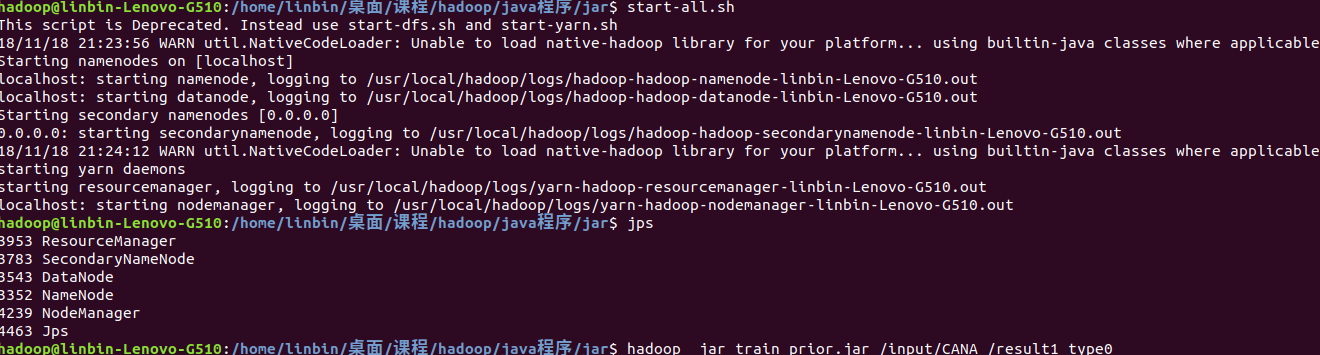 hadoop@linbin-Lenovo-G510:/home/linbin/桌面/课程/hadoop/java程序/jar$ start-all.sh
This script is Deprecated. Instead use start-dfs.sh and start-yarn.sh
18/11/18 21:23:56 WARN util.NativeCodeLoader: Unable to load native-hadoop library for your platform... using builtin-java classes where applicable
Starting namenodes on [localhost]
localhost: starting namenode, logging to /usr/local/hadoop/logs/hadoop-hadoop-namenode-linbin-Lenovo-G510.out
localhost: starting datanode, logging to /usr/local/hadoop/logs/hadoop-hadoop-datanode-linbin-Lenovo-G510.out
Starting secondary namenodes [0.0.0.0]
0.0.0.0: starting secondarynamenode, logging to /usr/local/hadoop/logs/hadoop-hadoop-secondarynamenode-linbin-Lenovo-G510.out
18/11/18 21:24:12 WARN util.NativeCodeLoader: Unable to load native-hadoop library for your platform... using builtin-java classes where applicable
starting yarn daemons
starting resourcemanager, logging to /usr/local/hadoop/logs/yarn-hadoop-resourcemanager-linbin-Lenovo-G510.out
localhost: starting nodemanager, logging to /usr/local/hadoop/logs/yarn-hadoop-nodemanager-linbin-Lenovo-G510.out
hadoop@linbin-Lenovo-G510:/home/linbin/桌面/课程/hadoop/java程序/jar$ jps
3953 ResourceManager
3783 SecondaryNameNode
3543 DataNode
3352 NameNode
4239 NodeManager
4463 Jps
hadoop@linbin-Lenovo-G510:/home/linbin/桌面/课程/hadoop/java程序/jar$ hadoop  jar train_prior.jar /input/CANA /result1 type0